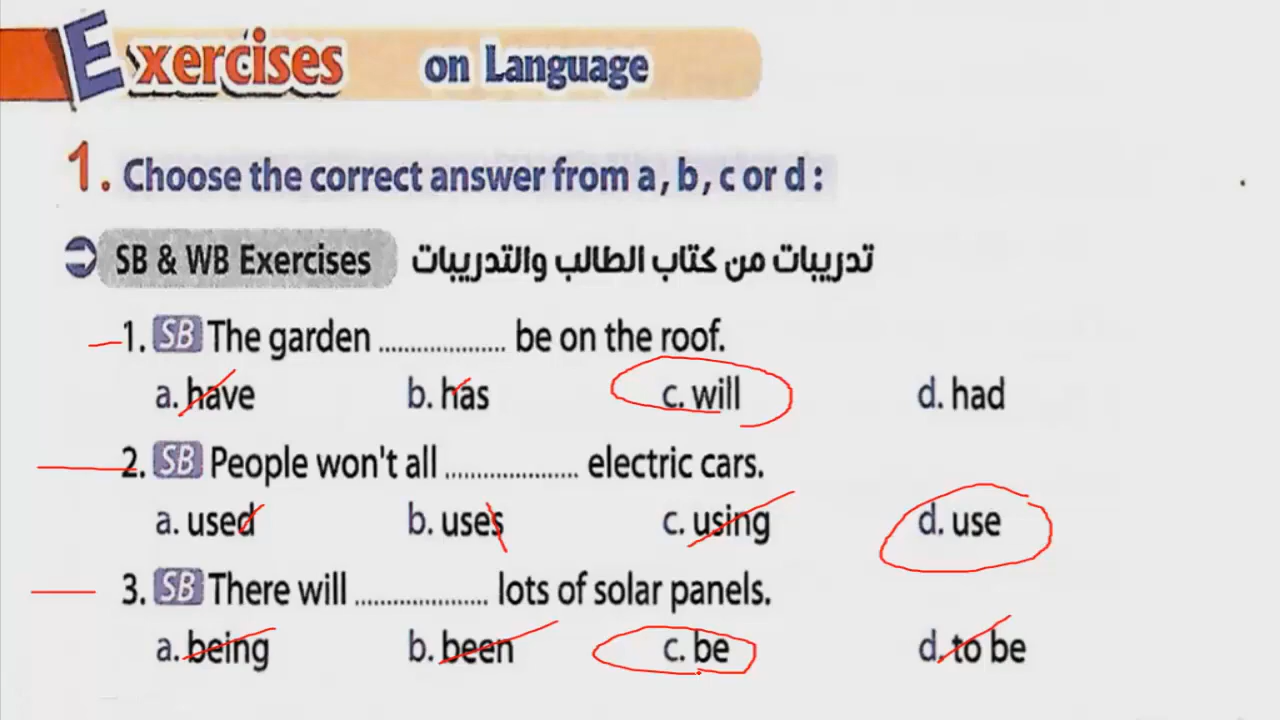 Exercises on Language
1. Choose the correct answer from a, b, c or d :
SB & WB Exercises تدريبات من كتاب الطالب والتدريبات
1. SB The garden .................... be on the roof.
a. have b. has c. will d. had
2. SB People won't all .................... electric cars.
a. used b. uses c. using d. use
3. SB There will .................... lots of solar panels.
a. being b. been c. be d. to be